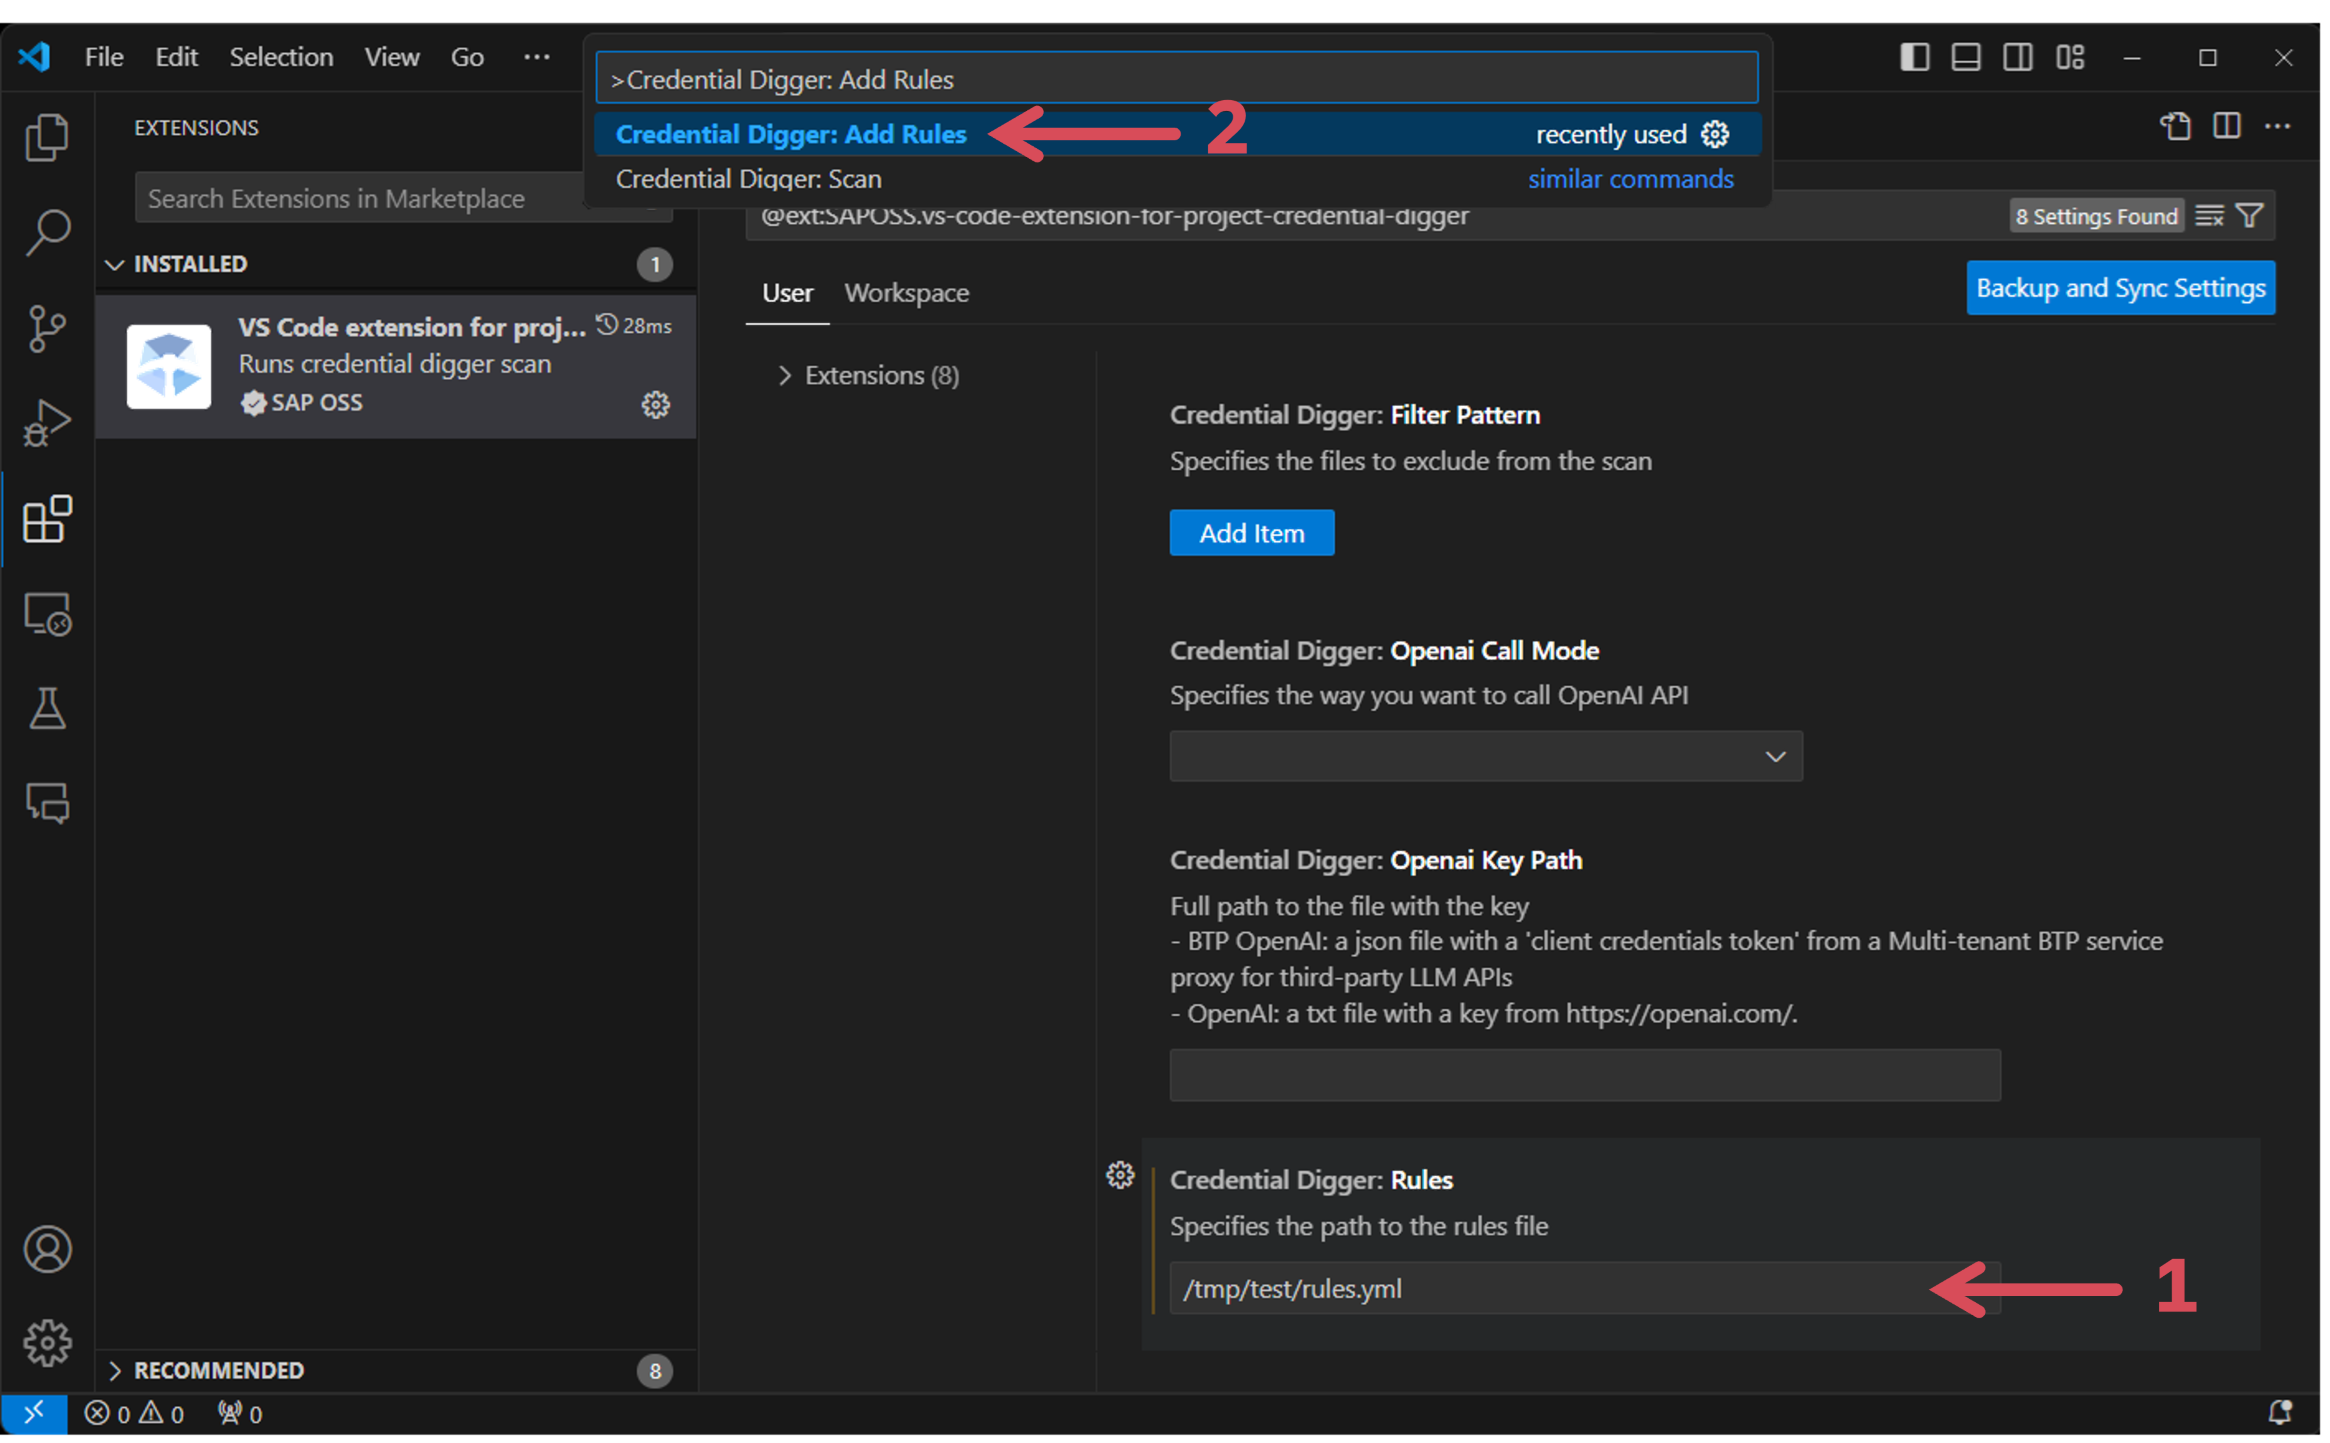 File Edit Selection View Go ···
>Credential Digger: Add Rules
Credential Digger: Add Rules
recently used
2
Credential Digger: Scan
similar commands
EXTENSIONS
Search Extensions in Marketplace
INSTALLED
1
VS Code extension for proj...
28ms
Runs credential digger scan
SAP OSS
@ext:SAPOSS.vs-code-extension-for-project-credential-digger
8 Settings Found
User
Workspace
Backup and Sync Settings
Extensions (8)
Credential Digger: Filter Pattern
Specifies the files to exclude from the scan
Add Item
Credential Digger: Openai Call Mode
Specifies the way you want to call OpenAI API
Credential Digger: Openai Key Path
Full path to the file with the key
- BTP OpenAI: a json file with a 'client credentials token' from a Multi-tenant BTP service
proxy for third-party LLM APIs
- OpenAI: a txt file with a key from https://openai.com/.
Credential Digger: Rules
Specifies the path to the rules file
/tmp/test/rules.yml
1
RECOMMENDED
8
0 0 0